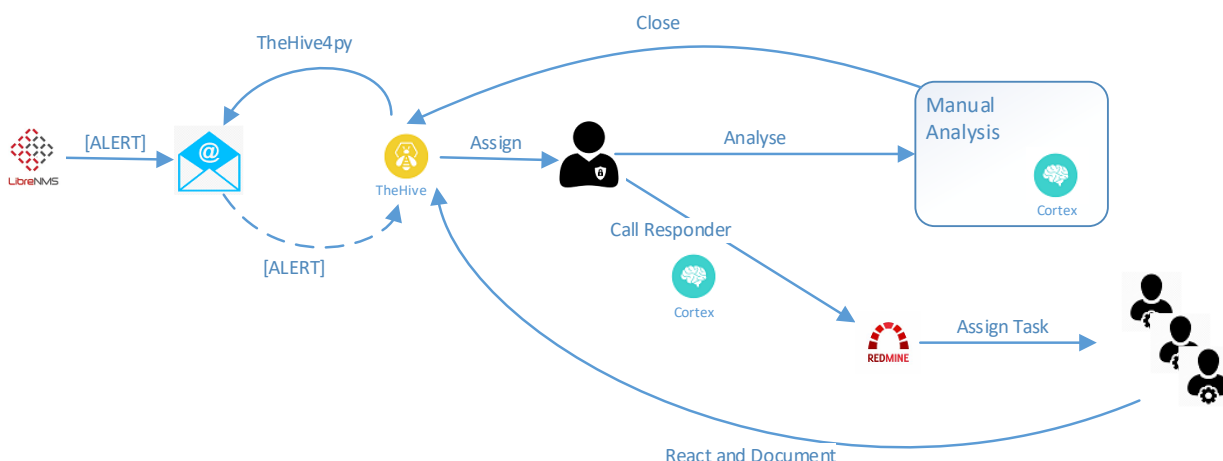 Close
TheHive4py
Manual
Analysis
[ALERT]
@
Assign
Analyse
LibreNMS
TheHive
Cortex
Call Responder
[ALERT]
Cortex
Assign Task
REDMINE
React and Document